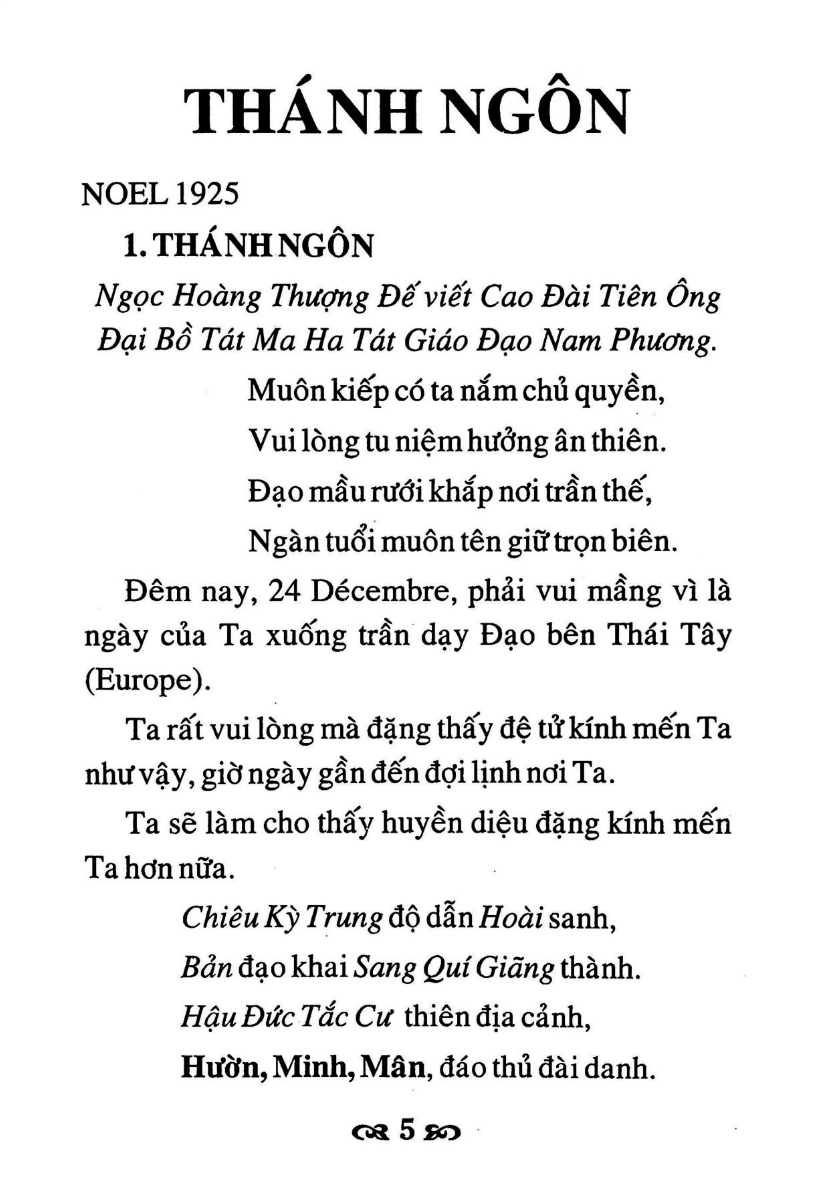 THÁNH NGÔN
NOEL 1925
1. THÁNH NGÔN
Ngọc Hoàng Thượng Đế viết Cao Đài Tiên Ông
Đại Bồ Tát Ma Ha Tát Giáo Đạo Nam Phương.
Muôn kiếp có ta nắm chủ quyền,
Vui lòng tu niệm hưởng ân thiên.
Đạo mầu rưới khắp nơi trần thế,
Ngàn tuổi muôn tên giữ trọn biên.
Đêm nay, 24 Décembre, phải vui mầng vì là
ngày của Ta xuống trần dạy Đạo bên Thái Tây
(Europe).
Ta rất vui lòng mà đặng thấy đệ tử kính mến Ta
như vậy, giờ ngày gần đến đợi lịnh nơi Ta.
Ta sẽ làm cho thấy huyền diệu đặng kính mến
Ta hơn nữa.
Chiêu Kỳ Trung độ dẫn Hoài sanh,
Bản đạo khai Sang Quí Giãng thành.
Hậu Đức Tắc Cư thiên địa cảnh,
Hườn, Minh, Mân, đáo thủ đài danh.
5